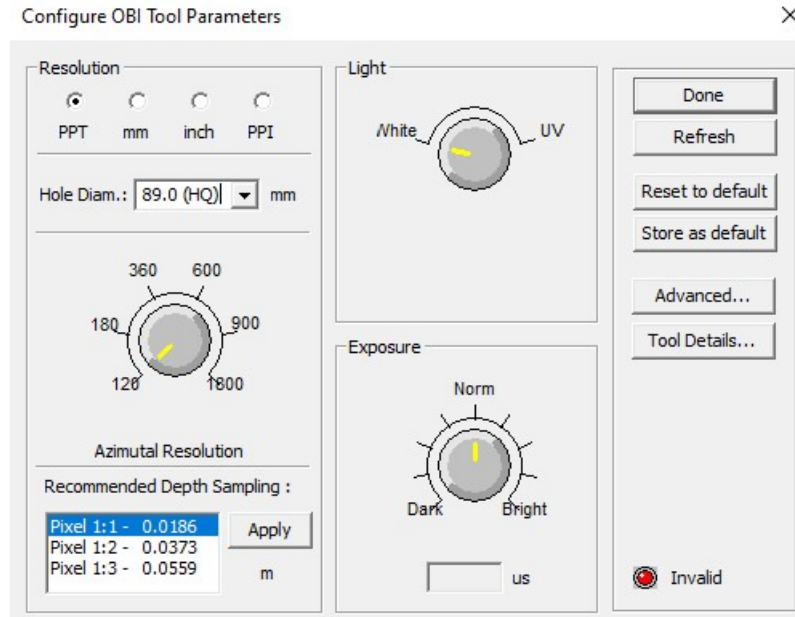 Configure OBI Tool Parameters
Resolution
PPT mm inch PPI
Hole Diam.: 89.0 (HQ) mm
360 600
180 900
120 1800
Azimutal Resolution
Recommended Depth Sampling :
Pixel 1:1 - 0.0186
Pixel 1:2 - 0.0373
Pixel 1:3 - 0.0559
Apply
m
Light
White UV
Exposure
Norm
Dark Bright
us
Done
Refresh
Reset to default
Store as default
Advanced...
Tool Details...
Invalid